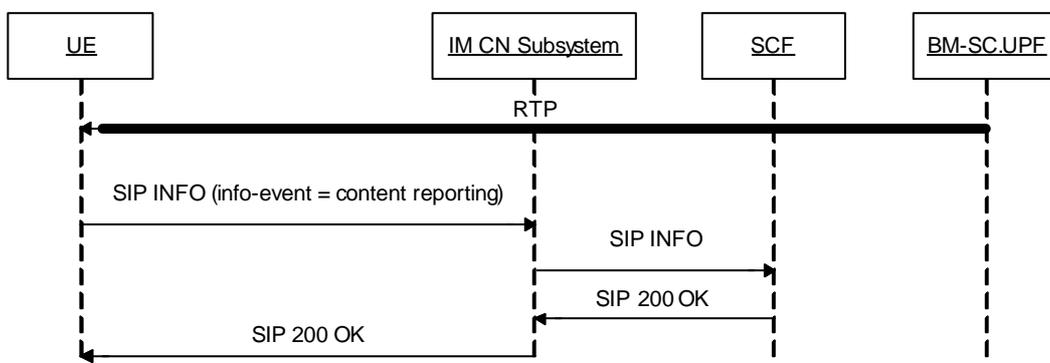 UE
IM CN Subsystem
SCF
BM-SC.UPF
RTP
SIP INFO (info-event = content reporting)
SIP INFO
SIP 200 OK
SIP 200 OK